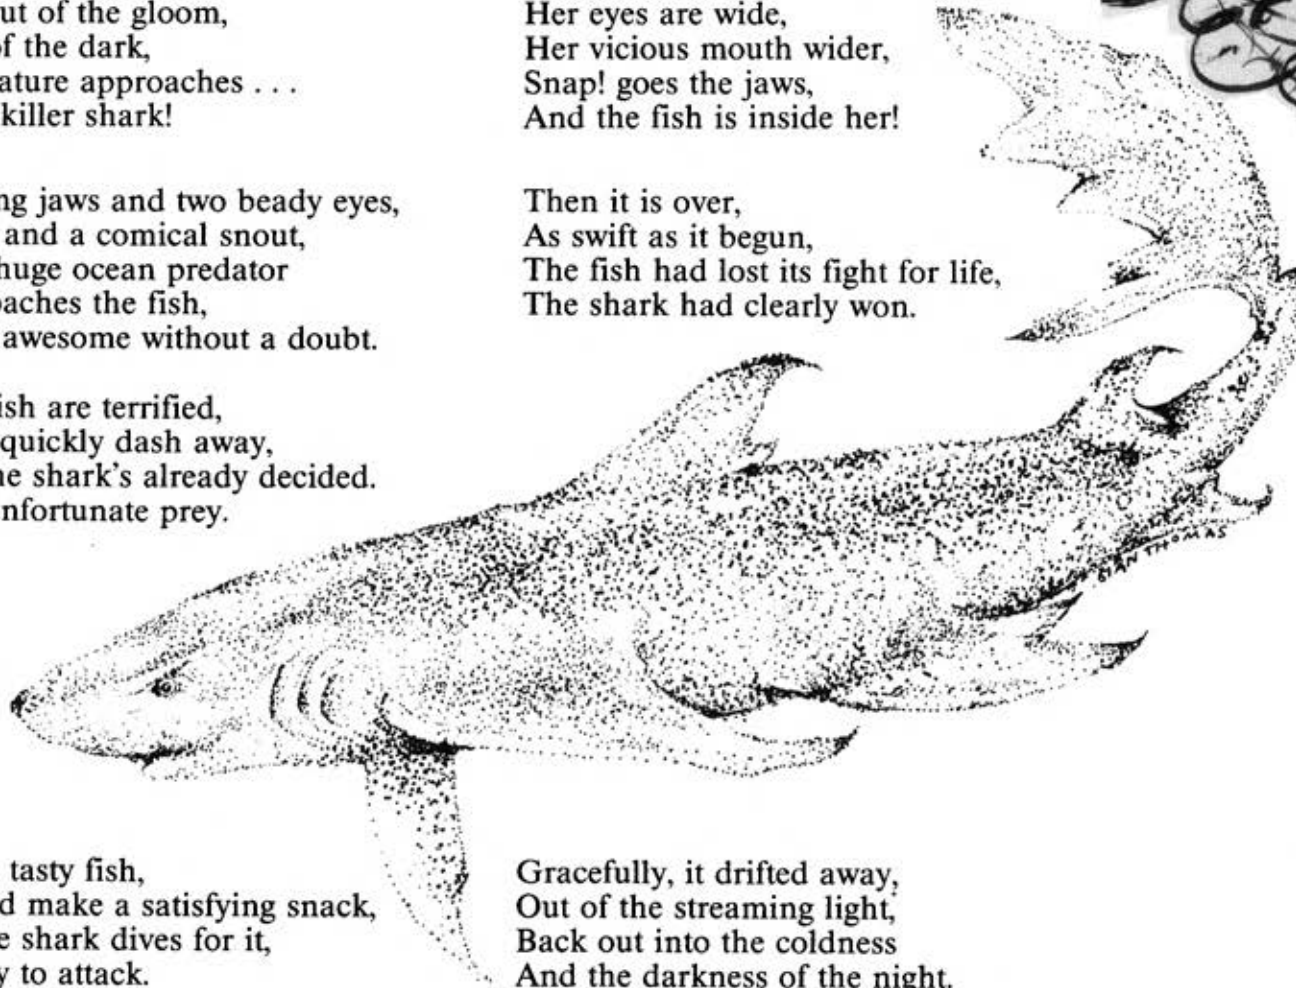 ut of the gloom,
f the dark,
ature approaches . . .
killer shark!
ng jaws and two beady eyes,
and a comical snout,
huge ocean predator
aches the fish,
awesome without a doubt.
ish are terrified,
quickly dash away,
e shark's already decided.
nfortunate prey.
tasty fish,
d make a satisfying snack,
e shark dives for it,
y to attack.
Her eyes are wide,
Her vicious mouth wider,
Snap! goes the jaws,
And the fish is inside her!
Then it is over,
As swift as it begun,
The fish had lost its fight for life,
The shark had clearly won.
Gracefully, it drifted away,
Out of the streaming light,
Back out into the coldness
And the darkness of the night.
SIAN THOMAS